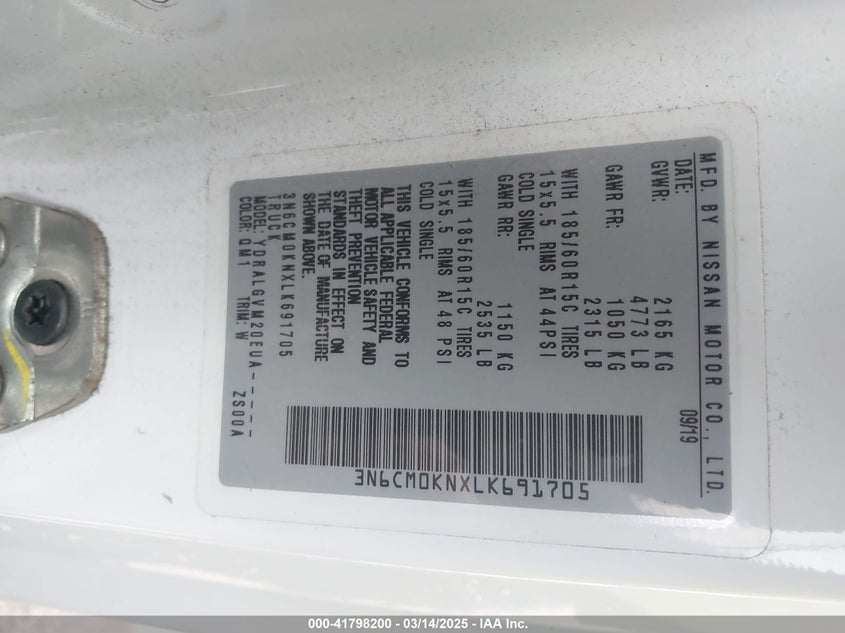 MFD. BY NISSAN MOTOR CO., LTD.
DATE: 09/19
GVWR: 2165 KG
4773 LB
GAWR FR: 1050 KG
2315 LB
WITH 185/60R15C TIRES
15x5.5 RIMS AT 44PSI
COLD SINGLE
GAWR RR: 1150 KG
2535 LB
WITH 185/60R15C TIRES
15x5.5 RIMS AT 48 PSI
COLD SINGLE
THIS VEHICLE CONFORMS TO
ALL APPLICABLE FEDERAL
MOTOR VEHICLE SAFETY AND
THEFT PREVENTION
STANDARDS IN EFFECT ON
THE DATE OF MANUFACTURE
SHOWN ABOVE.
3N6CM0KNXLK691705
TRUCK
MODEL: YDRALGVM20EUA-----
COLOR: QM1 TRIM: W ZS00A
3N6CM0KNXLK691705
000-41798200 - 03/14/2025 - IAA Inc.